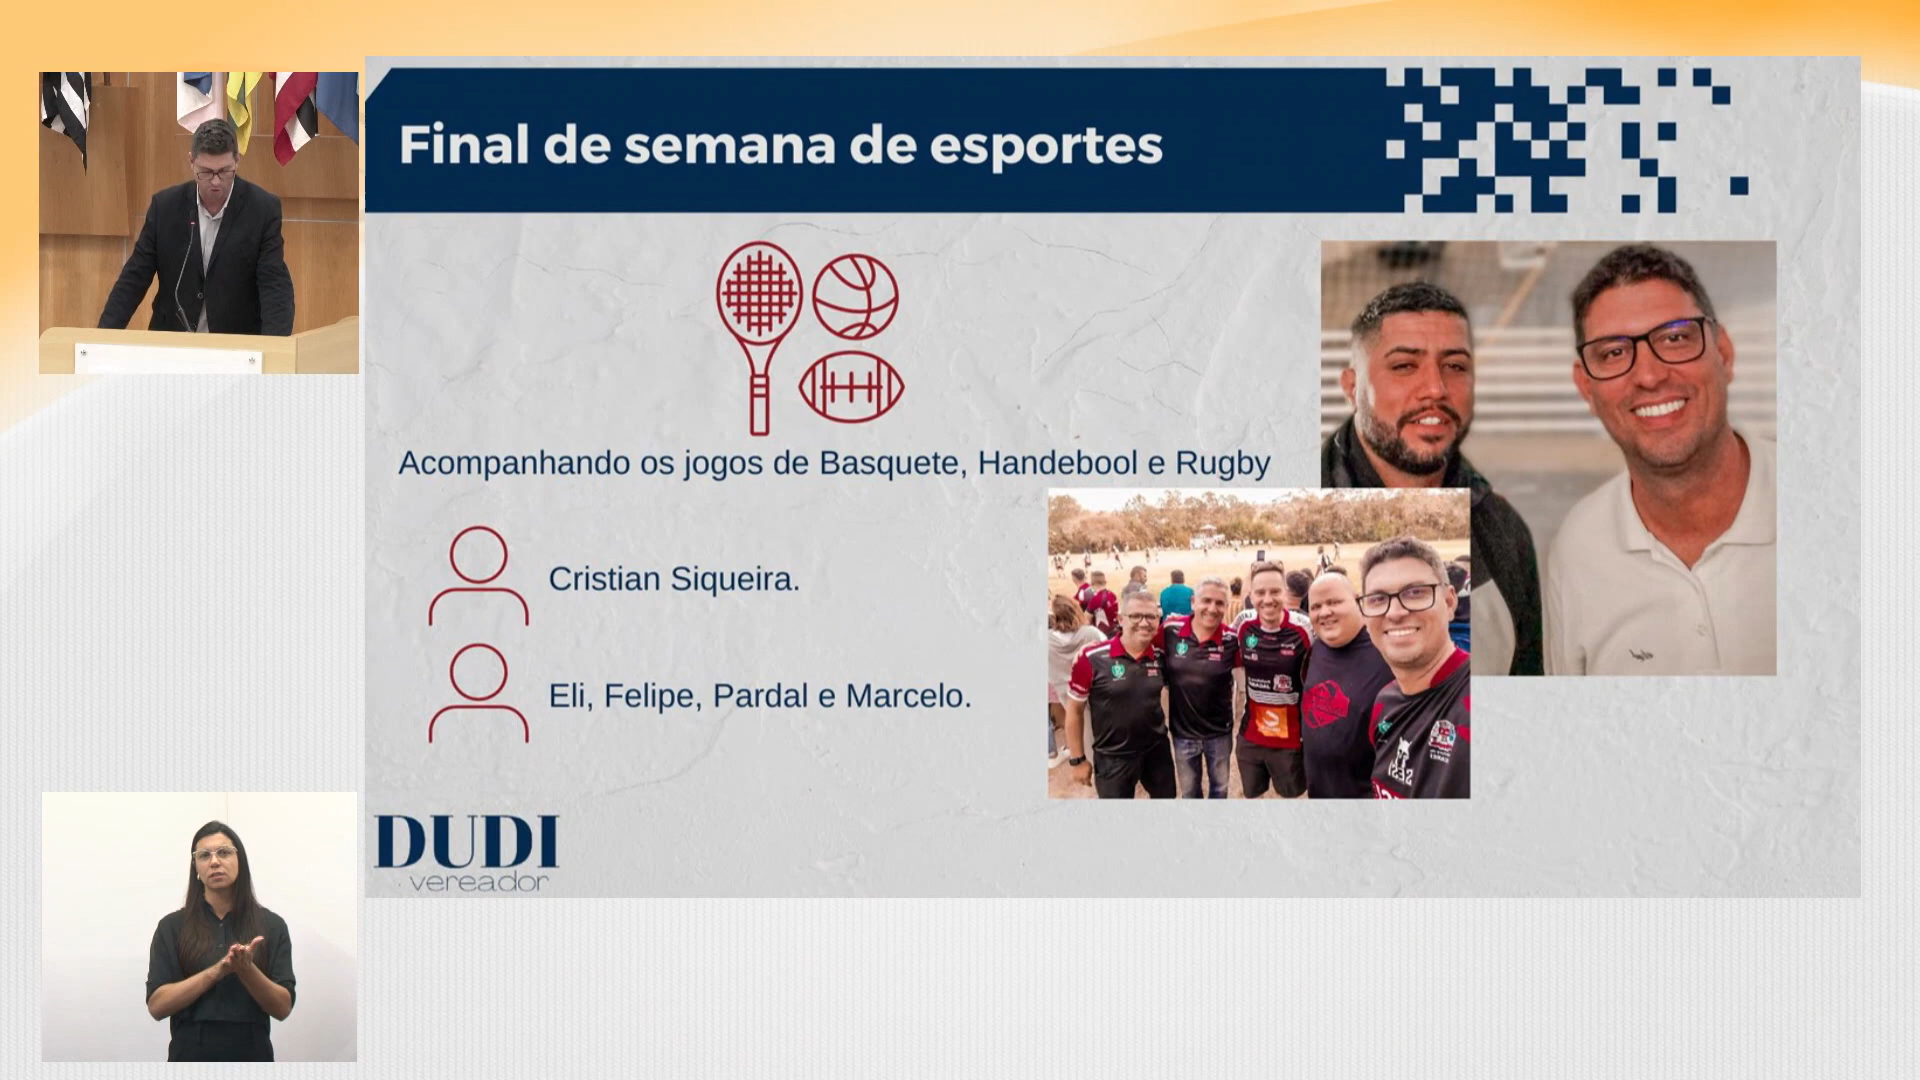 Final de semana de esportes
Acompanhando os jogos de Basquete, Handebool e Rugby
Cristian Siqueira.
Eli, Felipe, Pardal e Marcelo.
DUDI
vereador